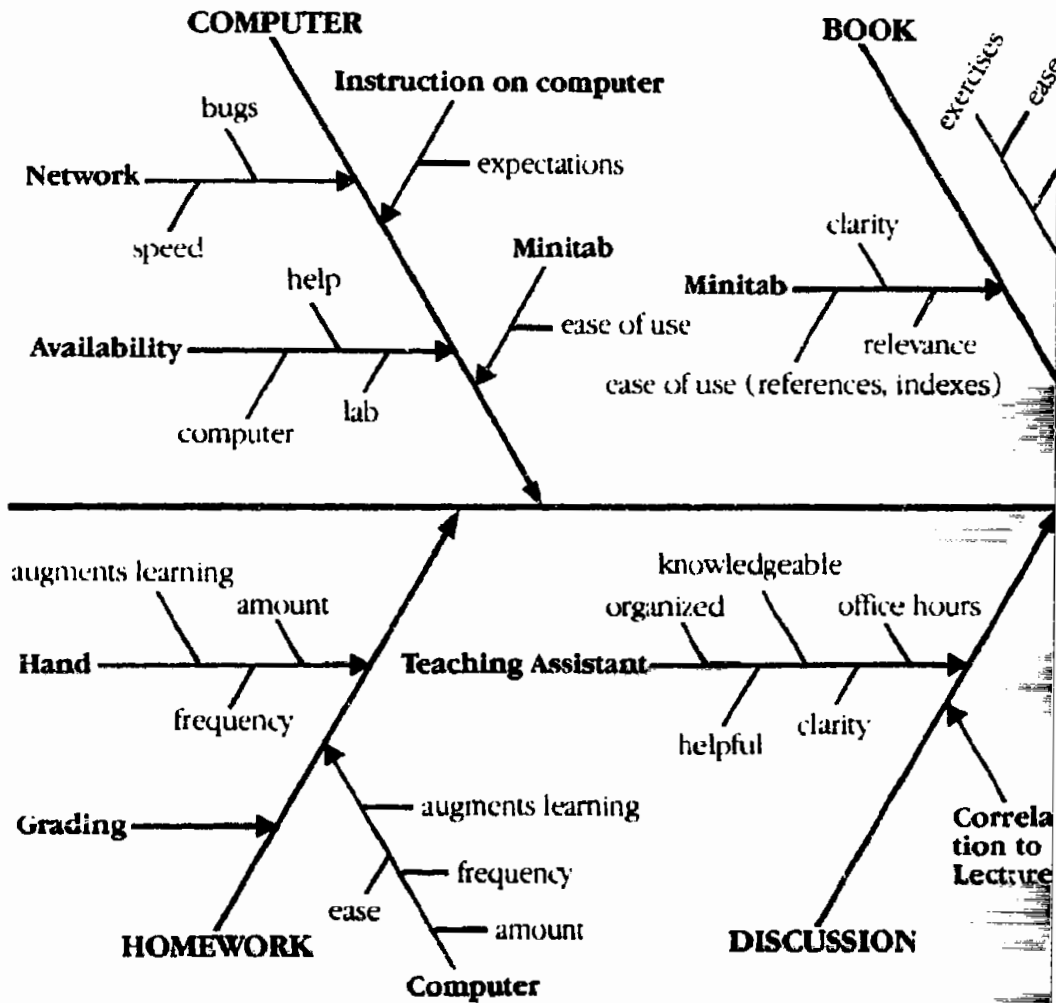 COMPUTER
BOOK
exercises
ease
Instruction on computer
bugs
expectations
Network
speed
Minitab
clarity
help
Minitab
ease of use
Availability
relevance
lab
ease of use (references, indexes)
computer
augments learning
knowledgeable
amount
organized
office hours
Hand
Teaching Assistant
frequency
helpful
clarity
augments learning
Grading
Correla
tion to
Lecture
frequency
ease
amount
HOMEWORK
DISCUSSION
Computer